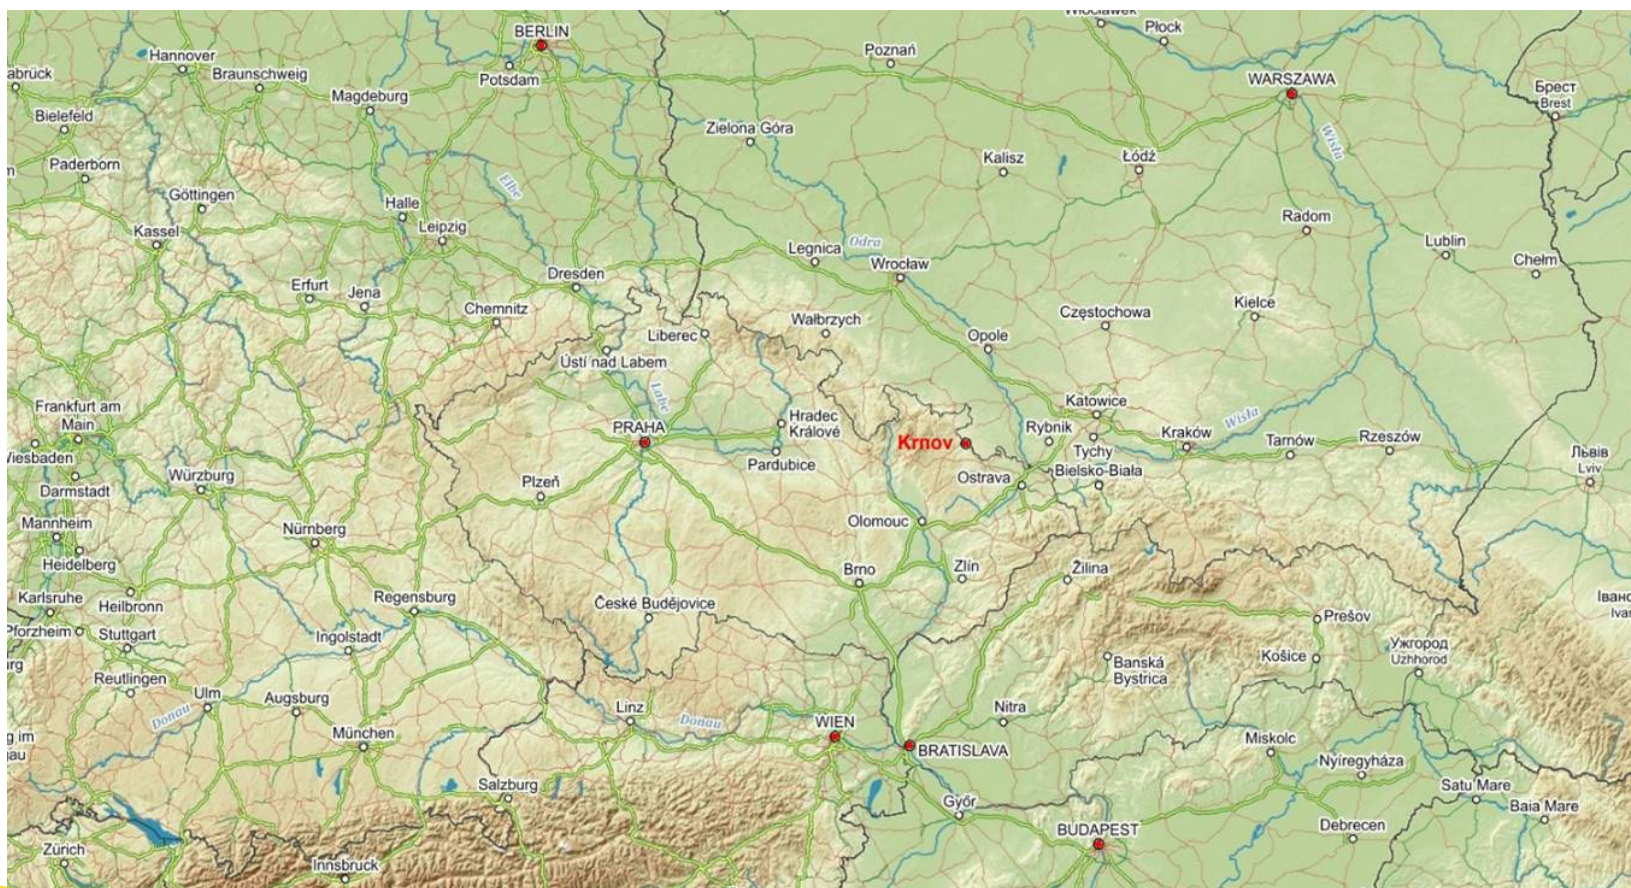 Włocławek
Płock
BERLIN
Hannover
Poznań
Potsdam
abrück
Braunschweig
WARSZAWA
Брест
Brest
Magdeburg
Bielefeld
Zielona Góra
Wisła
Paderborn
Kalisz
Łódź
m
Elbe
Göttingen
Halle
Radom
Kassel
Leipzig
Legnica
Odra
Lublin
Wrocław
Chełm
Dresden
Erfurt
Jena
Chemnitz
Kielce
Częstochowa
Wałbrzych
Liberec
Opole
Ústí nad Labem
Labe
Frankfurt am
Main
Katowice
Hradec
Králové
PRAHA
Krnov
Rybnik
Wisła
Kraków
Tarnów
Rzeszów
Wiesbaden
Pardubice
Tychy
Львів
Lviv
Bielsko-Biała
Würzburg
Plzeň
Ostrava
Darmstadt
Mannheim
Nürnberg
Olomouc
Heidelberg
Brno
Zlín
Žilina
Karlsruhe
Heilbronn
Regensburg
České Budějovice
Івано
Ivan
Prešov
Pforzheim
Stuttgart
Ingolstadt
Ужгород
Uzhhorod
Košice
Banská
Bystrica
urg
Reutlingen
Ulm
Augsburg
Donau
Linz
Donau
WIEN
Nitra
München
BRATISLAVA
Miskolc
g im
gau
Nyíregyháza
Salzburg
Satu Mare
Győr
Baia Mare
BUDAPEST
Debrecen
Zürich
Innsbruck